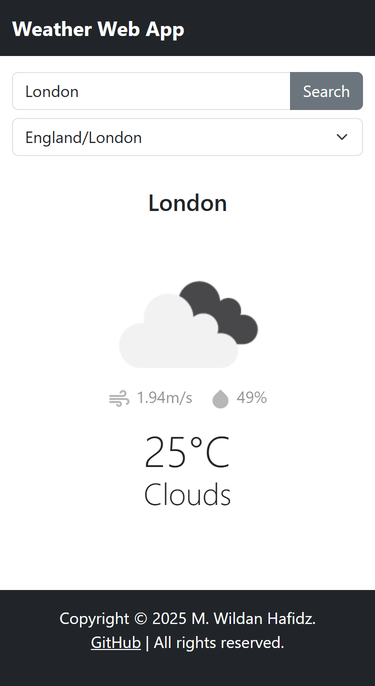 Weather Web App
London
Search
England/London
London
1.94m/s
49%
25°C
Clouds
Copyright © 2025 M. Wildan Hafidz.
GitHub | All rights reserved.